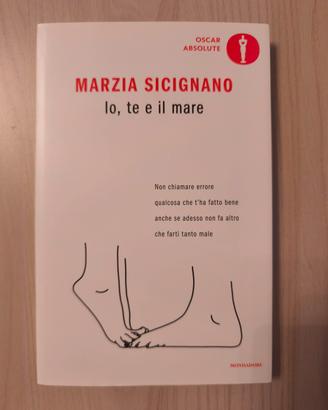 OSCAR
ABSOLUTE
MARZIA SICIGNANO
Io, te e il mare
Non chiamare errore
qualcosa che t'ha fatto bene
anche se adesso non fa altro
che farti tanto male
MONDADORI